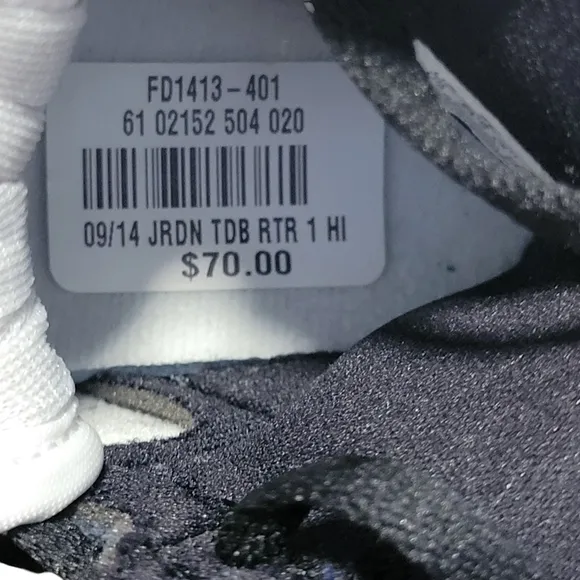 FD1413-401
61 02152 504 020
09/14 JRDN TDB RTR 1 HI
$70.00